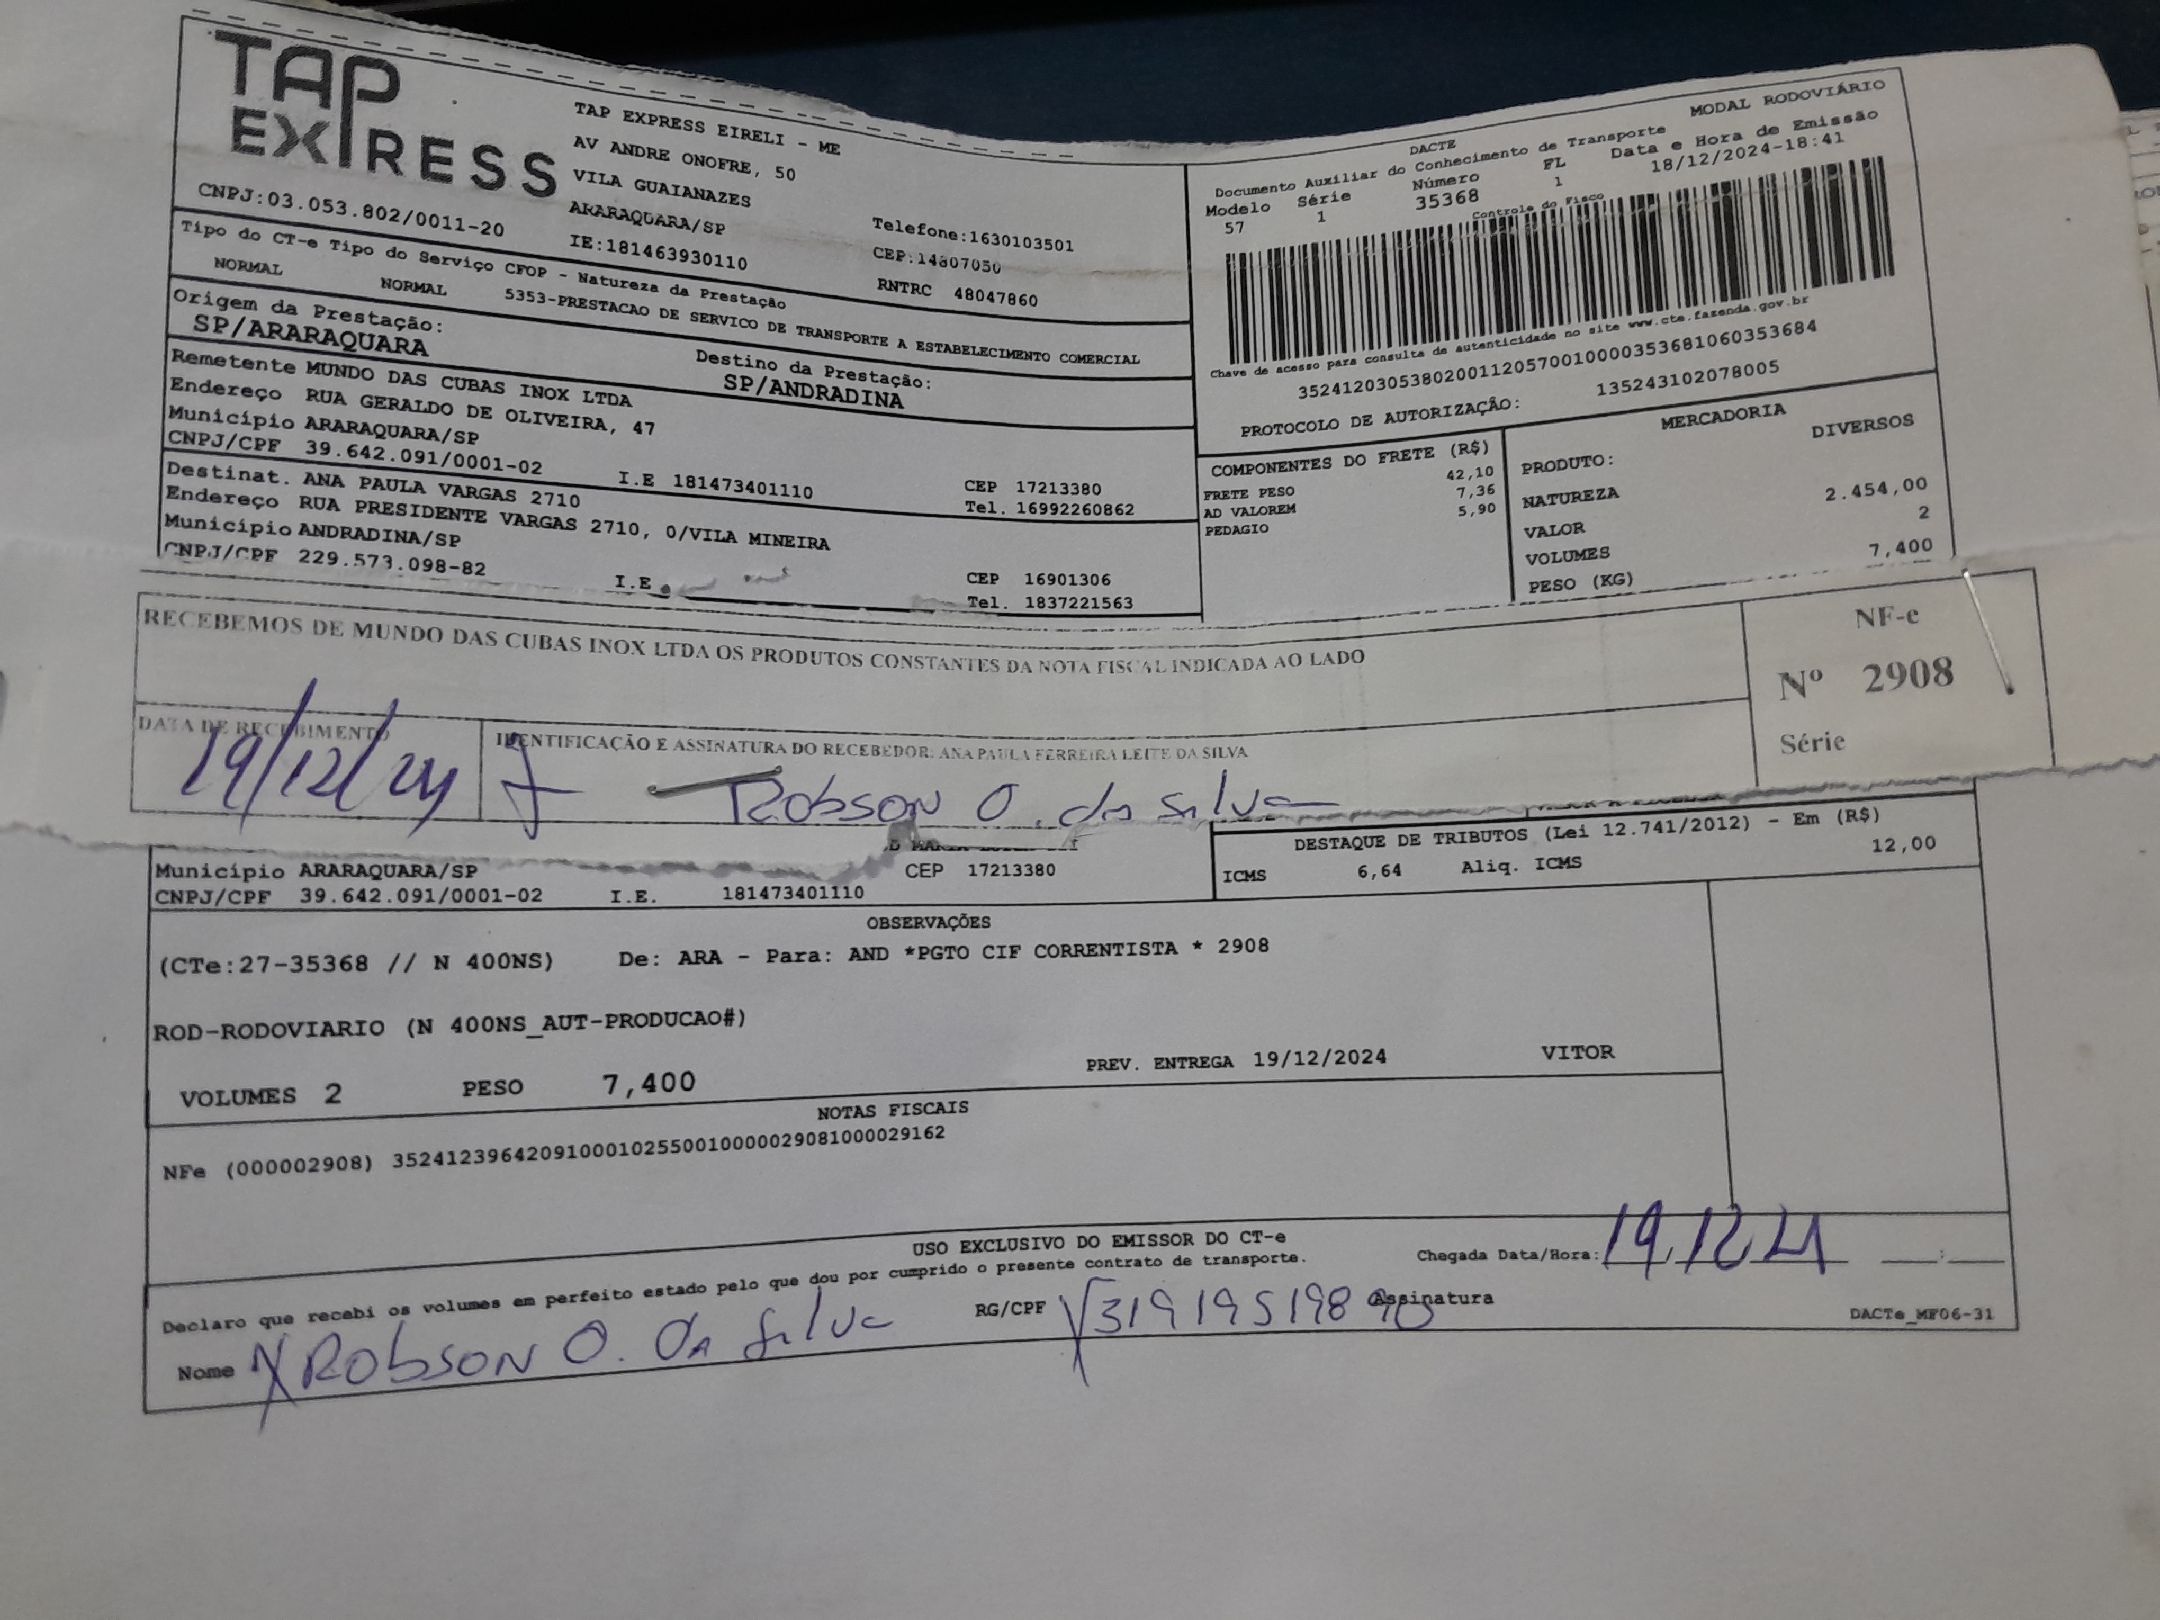 TAP
EXPRESS
TAP EXPRESS EIRELI - ME
AV ANDRE ONOFRE, 50
VILA GUAIANAZES
ARARAQUARA/SP
Telefone:1630103501
CNPJ:03.053.802/0011-20
IE:181463930110
CEP:14807050
RNTRC 48047860
Tipo do CT-e Tipo do Serviço CFOP - Natureza da Prestação
NORMAL NORMAL 5353-PRESTACAO DE SERVICO DE TRANSPORTE A ESTABELECIMENTO COMERCIAL
Origem da Prestação:
SP/ARARAQUARA
Destino da Prestação:
SP/ANDRADINA
Remetente MUNDO DAS CUBAS INOX LTDA
Endereço RUA GERALDO DE OLIVEIRA, 47
Município ARARAQUARA/SP
CEP 17213380
CNPJ/CPF 39.642.091/0001-02 I.E 181473401110
Tel. 16992260862
Destinat. ANA PAULA VARGAS 2710
Endereço RUA PRESIDENTE VARGAS 2710, 0/VILA MINEIRA
Município ANDRADINA/SP
CEP 16901306
CNPJ/CPF 229.573.098-82 I.E.
Tel. 1837221563
DACTE
MODAL RODOVIÁRIO
Documento Auxiliar do Conhecimento de Transporte
Modelo Série Número FL Data e Hora de Emissão
57 1 35368 1 18/12/2024-18:41
Controle do Fisco
Chave de acesso para consulta de autenticidade no site www.cte.fazenda.gov.br
35241203053802001120570010000353681060353684
PROTOCOLO DE AUTORIZAÇÃO: 135243102078005
COMPONENTES DO FRETE (R$)
FRETE PESO 42,10
AD VALOREM 7,36
PEDAGIO 5,90
MERCADORIA
PRODUTO: DIVERSOS
NATUREZA
VALOR 2.454,00
VOLUMES 2
PESO (KG) 7,400
RECEBEMOS DE MUNDO DAS CUBAS INOX LTDA OS PRODUTOS CONSTANTES DA NOTA FISCAL INDICADA AO LADO
NF-e
Nº 2908
Série
DATA DE RECEBIMENTO
19/12/24
IDENTIFICAÇÃO E ASSINATURA DO RECEBEDOR: ANA PAULA FERREIRA LEITE DA SILVA
Robson O. da Silva
Município ARARAQUARA/SP CEP 17213380
CNPJ/CPF 39.642.091/0001-02 I.E. 181473401110
DESTAQUE DE TRIBUTOS (Lei 12.741/2012) - Em (R$)
ICMS 6,64 Aliq. ICMS 12,00
OBSERVAÇÕES
(CTe:27-35368 // N 400NS) De: ARA - Para: AND *PGTO CIF CORRENTISTA * 2908
ROD-RODOVIARIO (N 400NS_AUT-PRODUCAO#)
VOLUMES 2 PESO 7,400 PREV. ENTREGA 19/12/2024 VITOR
NOTAS FISCAIS
NFe (000002908) 35241239642091000102550010000029081000029162
USO EXCLUSIVO DO EMISSOR DO CT-e
Declaro que recebi os volumes em perfeito estado pelo que dou por cumprido o presente contrato de transporte.
Chegada Data/Hora: 19/12/24
Nome X Robson O. Da Silva RG/CPF 31919519890 Assinatura
DACTe_MF06-31